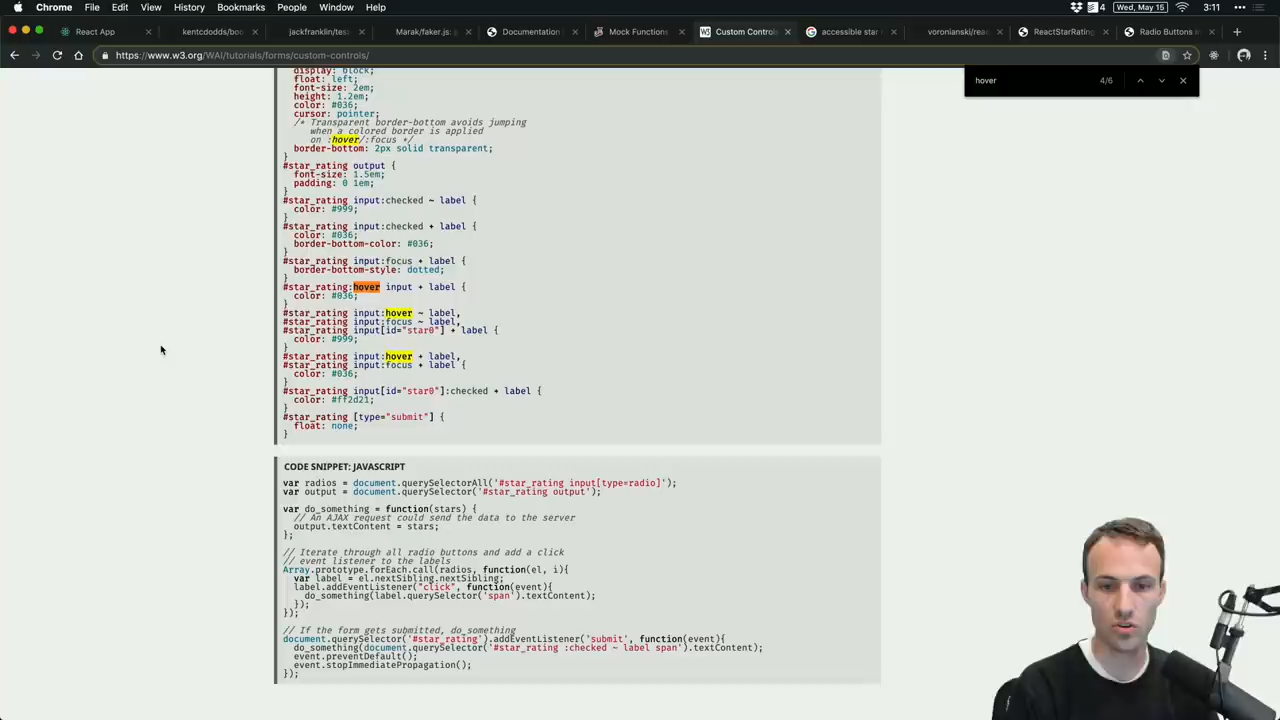 Chrome File Edit View History Bookmarks People Window Help 4 Wed, May 15 3:11
React App kentcdodds/boo jackfranklin/test Marak/faker.js: g Documentation Mock Functions Custom Controls accessible star voronianski/rea ReactStarRating Radio Buttons in
https://www.w3.org/WAI/tutorials/forms/custom-controls/
hover 4/6
display: block;
float: left;
font-size: 2em;
height: 1.2em;
color: #036;
cursor: pointer;
/* Transparent border-bottom avoids jumping
when a colored border is applied
on :hover/:focus */
border-bottom: 2px solid transparent;
}
#star_rating output {
font-size: 1.5em;
padding: 0 1em;
}
#star_rating input:checked ~ label {
color: #999;
}
#star_rating input:checked + label {
color: #036;
border-bottom-color: #036;
}
#star_rating input:focus + label {
border-bottom-style: dotted;
}
#star_rating:hover input + label {
color: #036;
}
#star_rating input:hover ~ label,
#star_rating input:focus ~ label,
#star_rating input[id="star0"] + label {
color: #999;
}
#star_rating input:hover + label,
#star_rating input:focus + label {
color: #036;
}
#star_rating input[id="star0"]:checked + label {
color: #ff2d21;
}
#star_rating [type="submit"] {
float: none;
}
CODE SNIPPET: JAVASCRIPT
var radios = document.querySelectorAll('#star_rating input[type=radio]');
var output = document.querySelector('#star_rating output');
var do_something = function(stars) {
// An AJAX request could send the data to the server
output.textContent = stars;
};
// Iterate through all radio buttons and add a click
// event listener to the labels
Array.prototype.forEach.call(radios, function(el, i){
var label = el.nextSibling.nextSibling;
label.addEventListener("click", function(event){
do_something(label.querySelector('span').textContent);
});
});
// If the form gets submitted, do_something
document.querySelector('#star_rating').addEventListener('submit', function(event){
do_something(document.querySelector('#star_rating :checked ~ label span').textContent);
event.preventDefault();
event.stopImmediatePropagation();
});